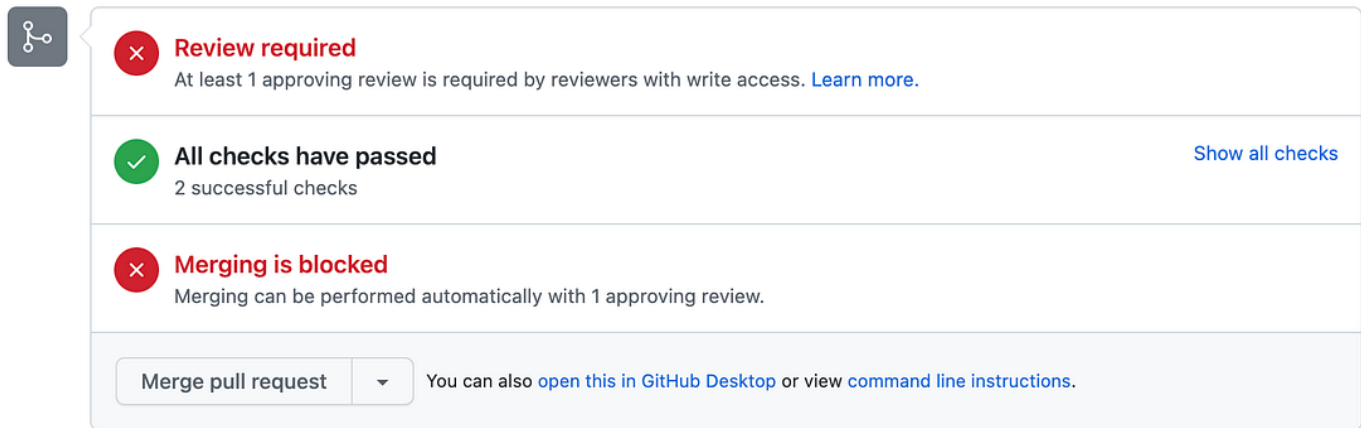 Review required
At least 1 approving review is required by reviewers with write access. Learn more.
All checks have passed
Show all checks
2 successful checks
Merging is blocked
Merging can be performed automatically with 1 approving review.
Merge pull request
You can also open this in GitHub Desktop or view command line instructions.